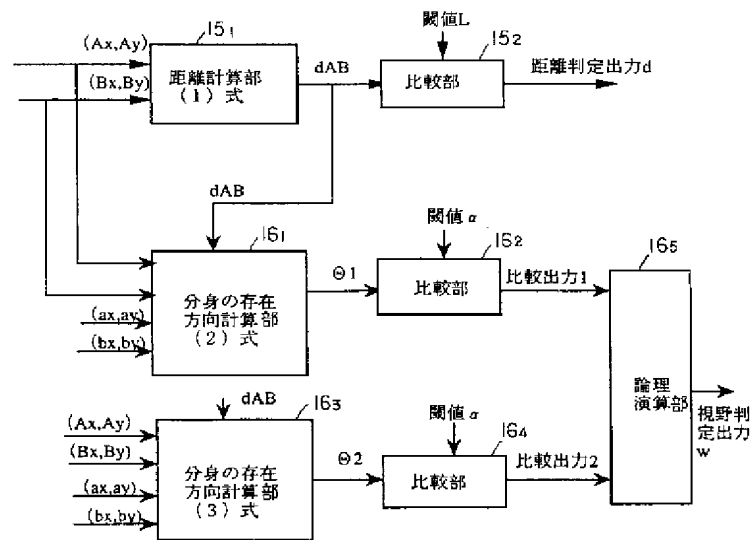 (Ax,Ay)
(Bx,By)
15₁
距離計算部
(1)式
dAB
閾値L
15₂
比較部
距離判定出力d
dAB
16₁
(ax,ay)
(bx,by)
分身の存在
方向計算部
(2)式
Θ1
閾値α
16₂
比較部
比較出力1
16₅
論理
演算部
視野判
定出力
w
(Ax,Ay)
(Bx,By)
(ax,ay)
(bx,by)
dAB
16₃
分身の存在
方向計算部
(3)式
Θ2
閾値α
16₄
比較部
比較出力2